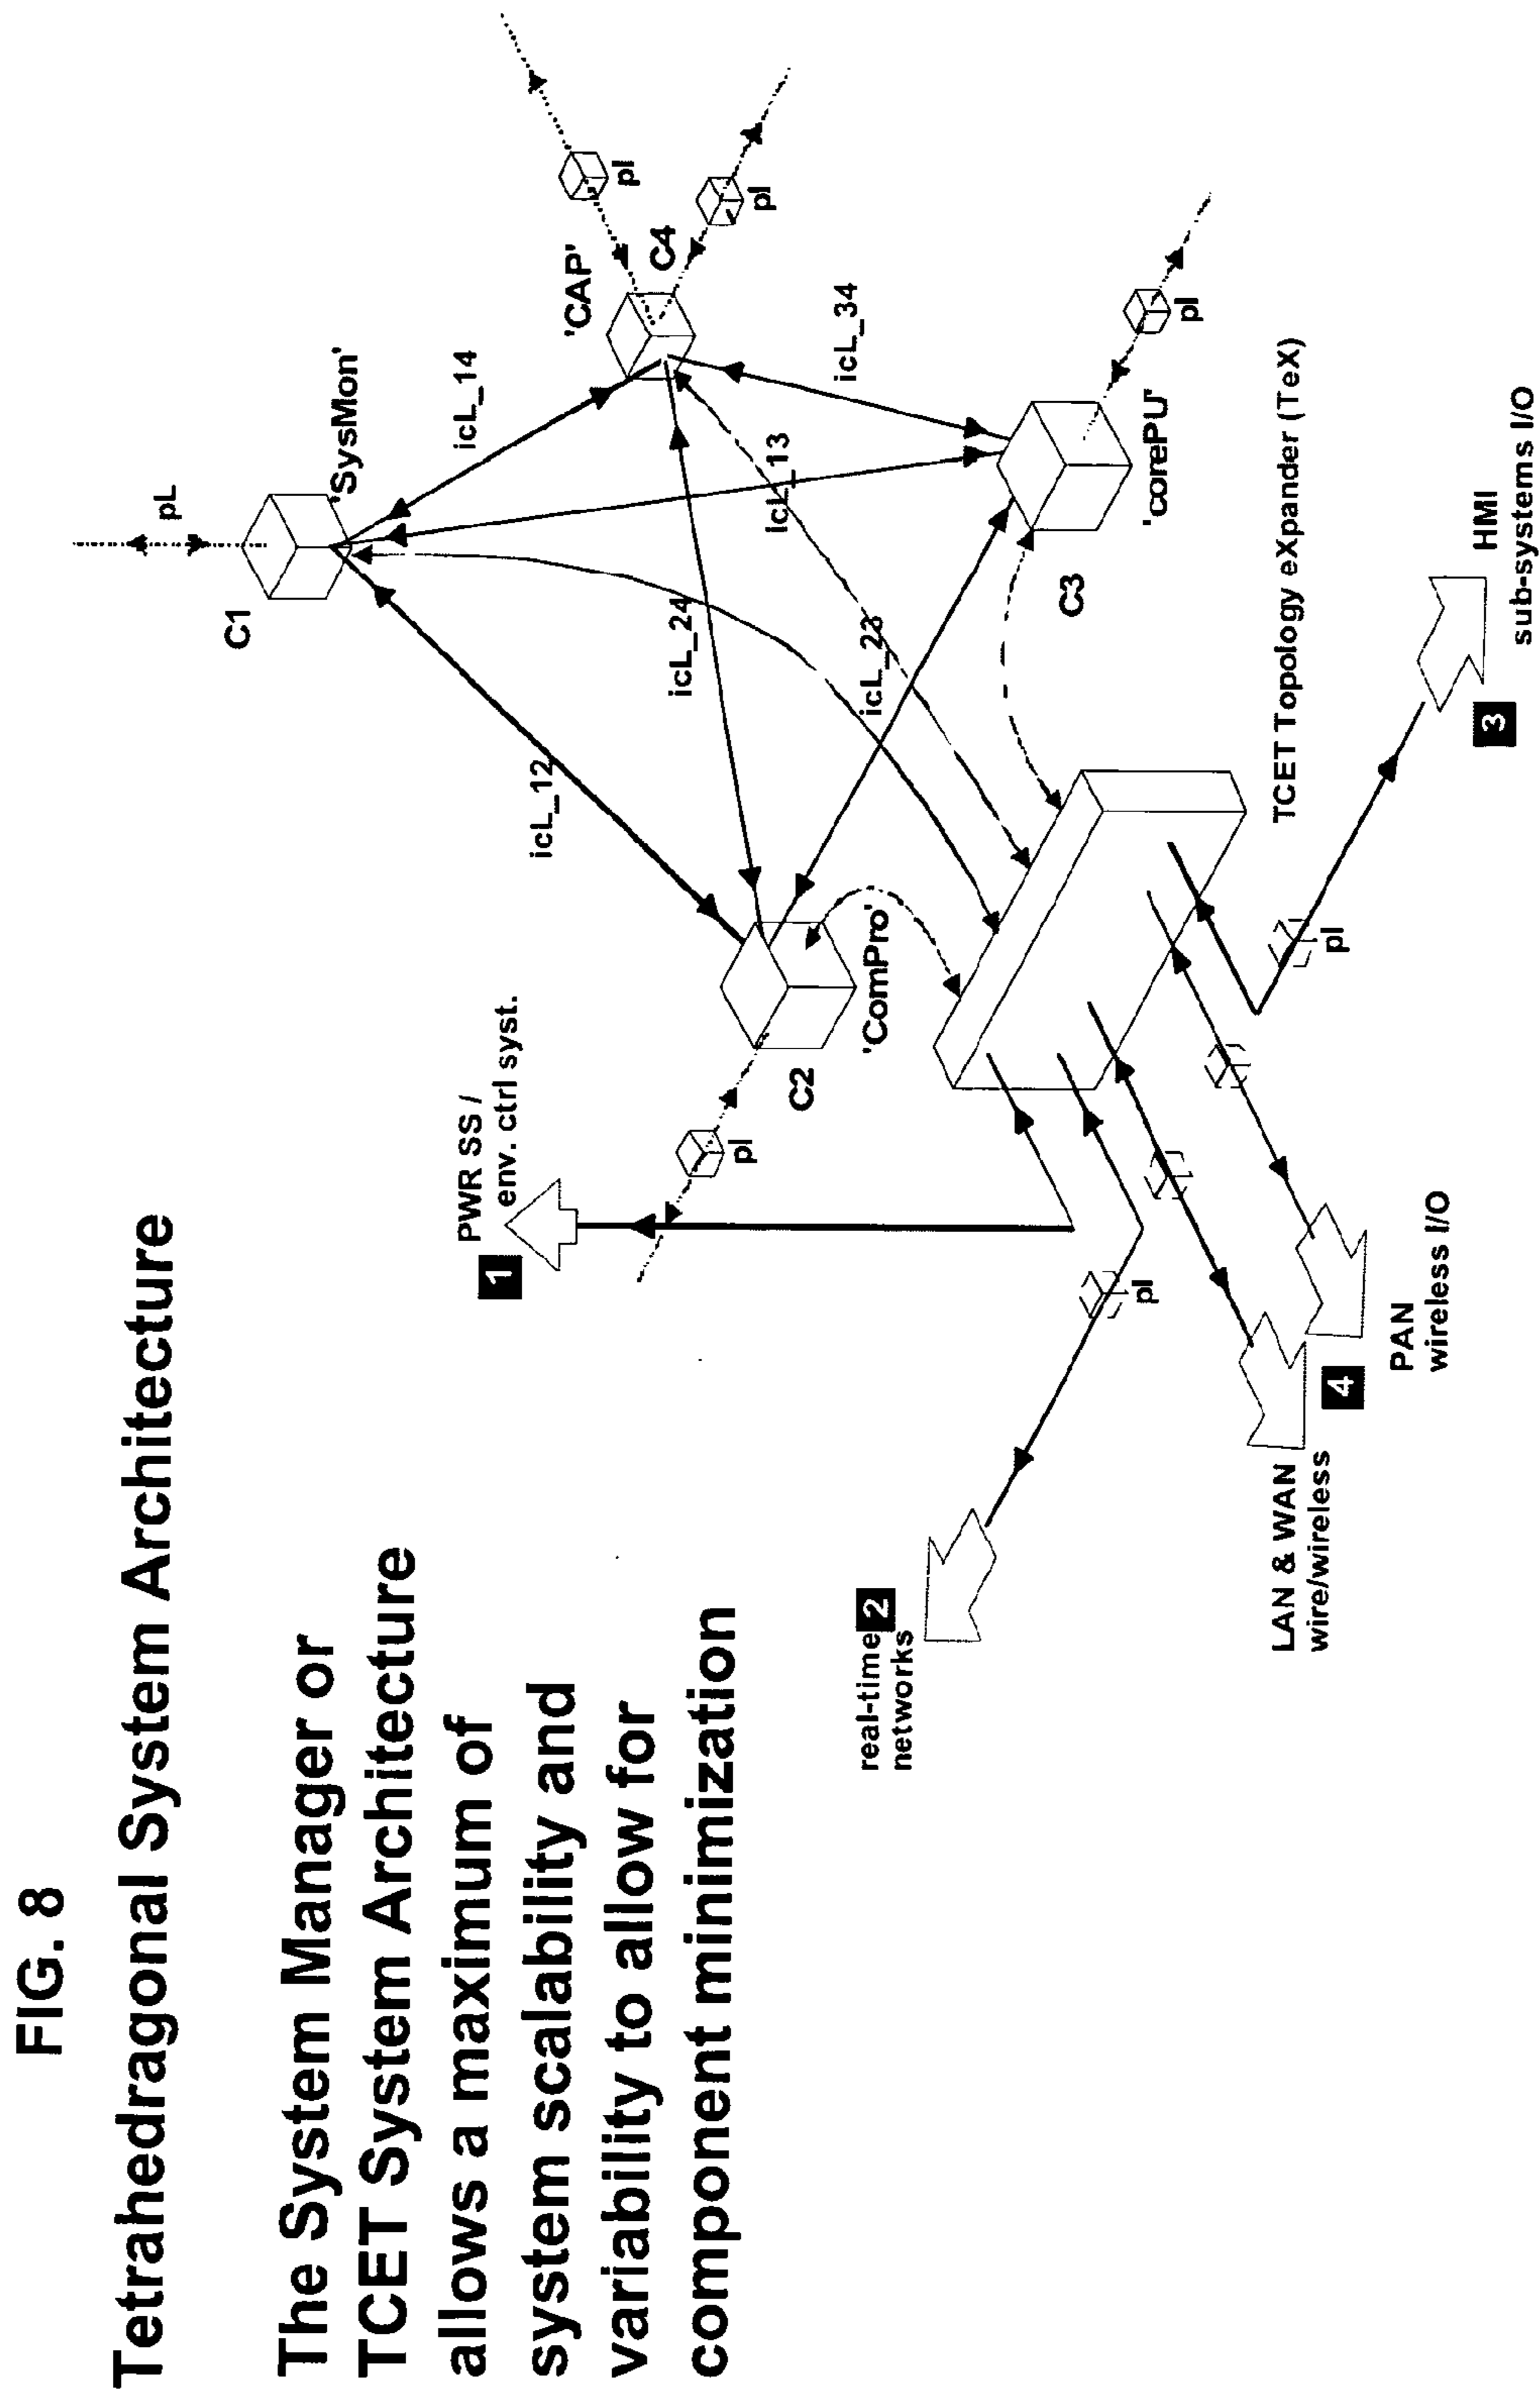 FIG. 8
Tetrahedragonal System Architecture
The System Manager or
TCET System Architecture
allows a maximum of
system scalability and
variability to allow for
component minimization
pL
C1
'SysMon'
icL_14
'CAP'
C4
pl
pl
icL_12
icL_24
icL_13
icL_34
icL_23
1
PWR SS /
env. ctrl syst.
pl
C2
'ComPro'
C3
'corePU'
pl
TCET Topology eXpander (TeX)
real-time
networks
2
pl
pl
LAN & WAN
wire/wireless
4
PAN
wireless I/O
3
HMI
sub-systems I/O